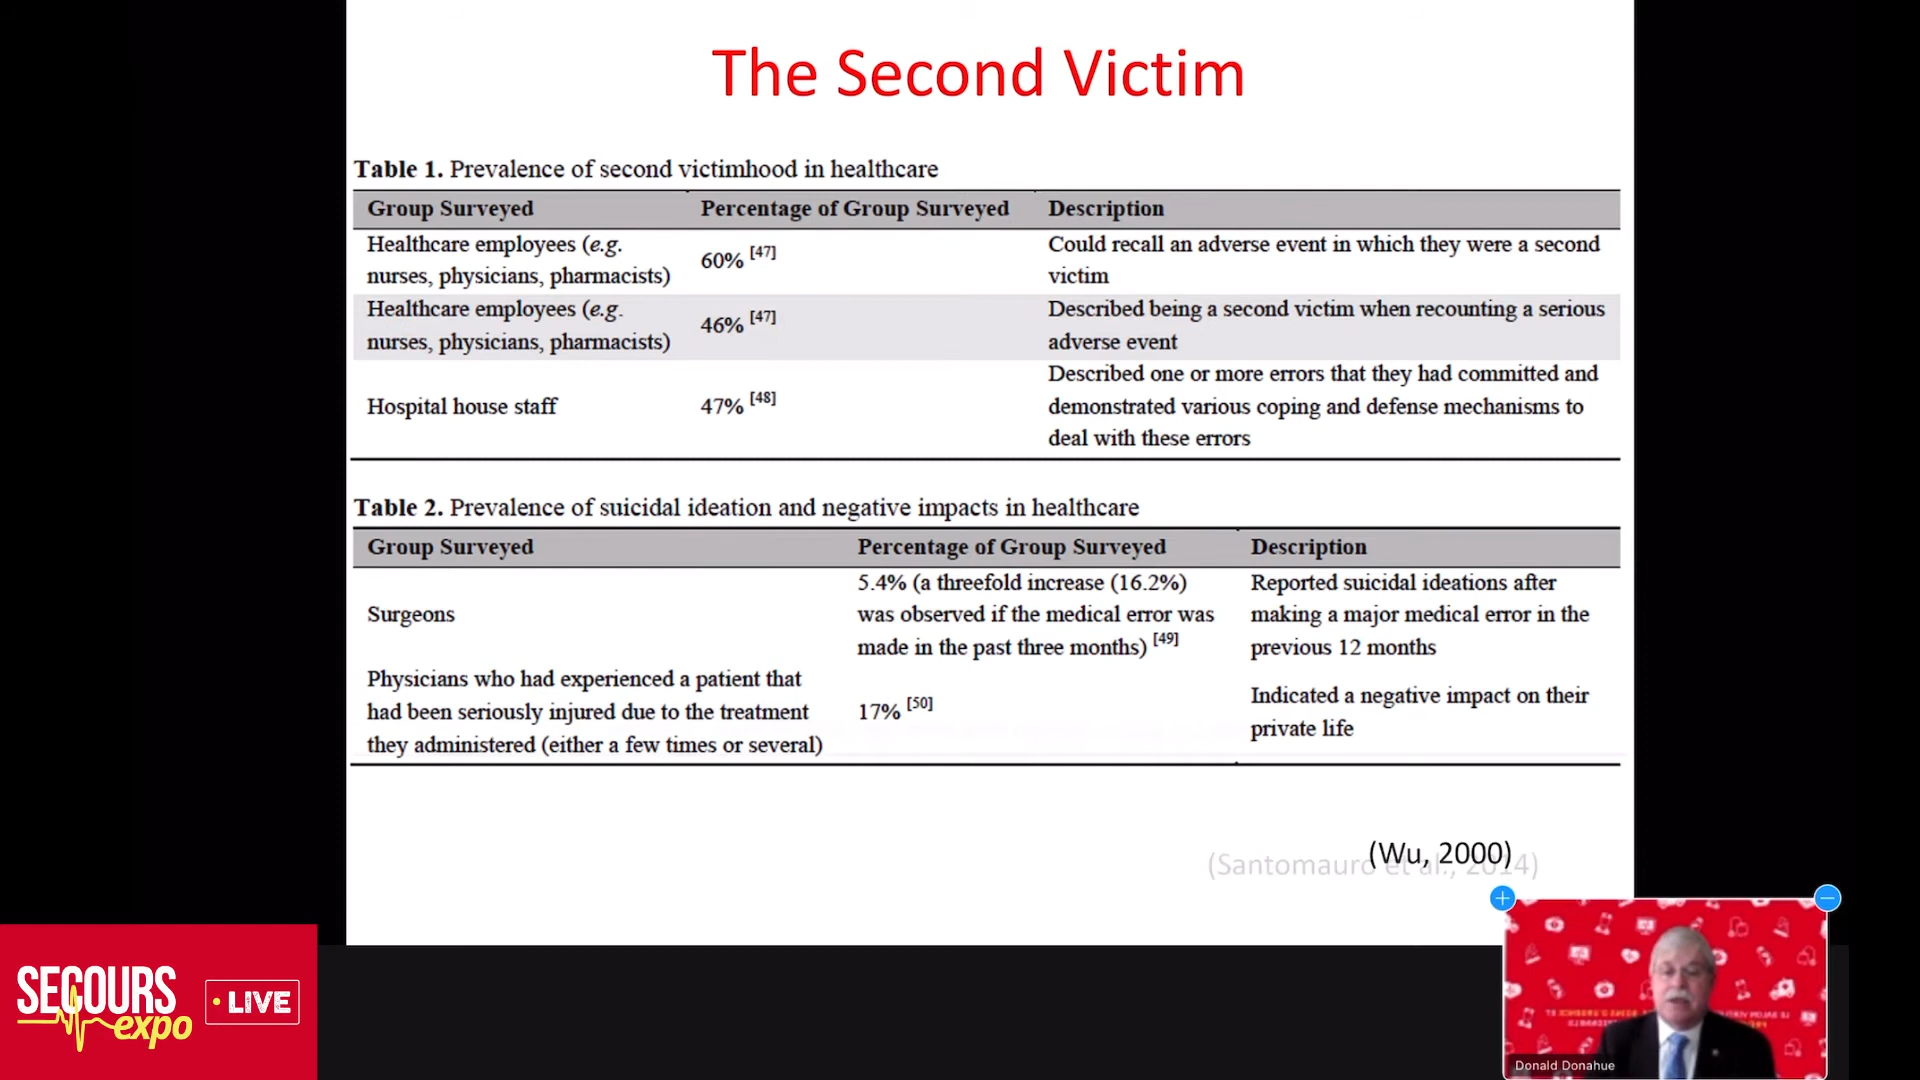 The Second Victim
Table 1. Prevalence of second victimhood in healthcare
Group Surveyed Percentage of Group Surveyed Description
Healthcare employees (e.g. nurses, physicians, pharmacists) 60% [47] Could recall an adverse event in which they were a second victim
Healthcare employees (e.g. nurses, physicians, pharmacists) 46% [47] Described being a second victim when recounting a serious adverse event
Hospital house staff 47% [48] Described one or more errors that they had committed and demonstrated various coping and defense mechanisms to deal with these errors
Table 2. Prevalence of suicidal ideation and negative impacts in healthcare
Group Surveyed Percentage of Group Surveyed Description
Surgeons 5.4% (a threefold increase (16.2%) was observed if the medical error was made in the past three months) [49] Reported suicidal ideations after making a major medical error in the previous 12 months
Physicians who had experienced a patient that had been seriously injured due to the treatment they administered (either a few times or several) 17% [50] Indicated a negative impact on their private life
(Wu, 2000)
(Santomauro et al., 2014)
SECOURS
expo
• LIVE
Donald Donahue